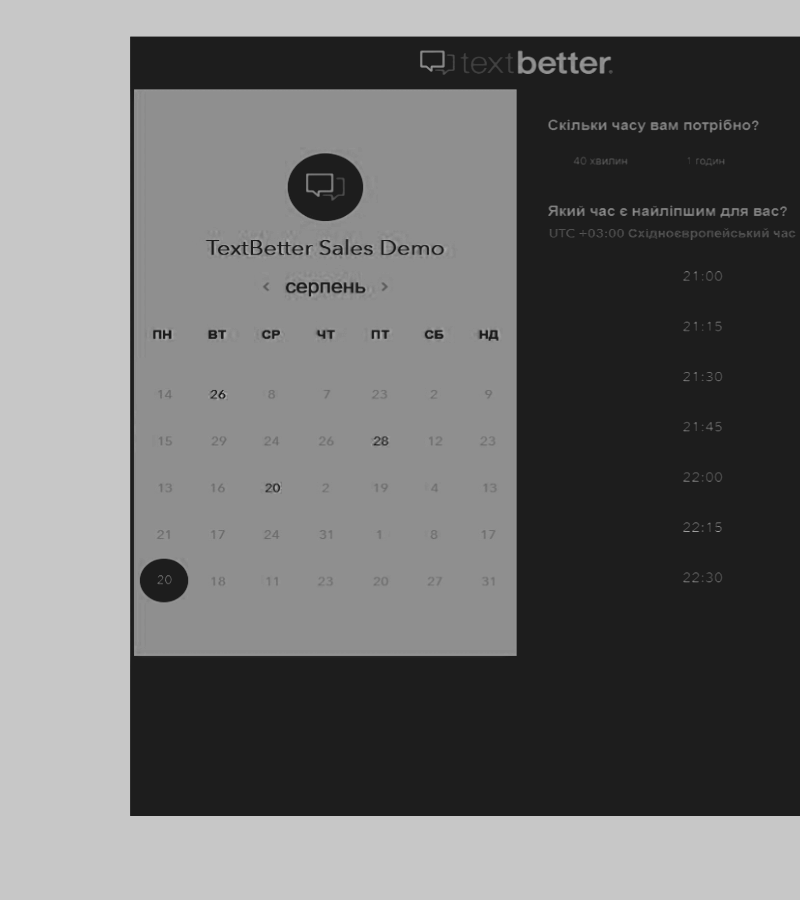 textbetter.
TextBetter Sales Demo
< серпень >
ПН ВТ СР ЧТ ПТ СБ НД
14 26 8 7 23 2 9
15 29 24 26 28 12 23
13 16 20 2 19 4 13
21 17 24 31 1 8 17
20 18 11 23 20 27 31
Скільки часу вам потрібно?
40 хвилин 1 годин
Який час є найліпшим для вас?
UTC +03:00 Східноєвропейський час
21:00
21:15
21:30
21:45
22:00
22:15
22:30